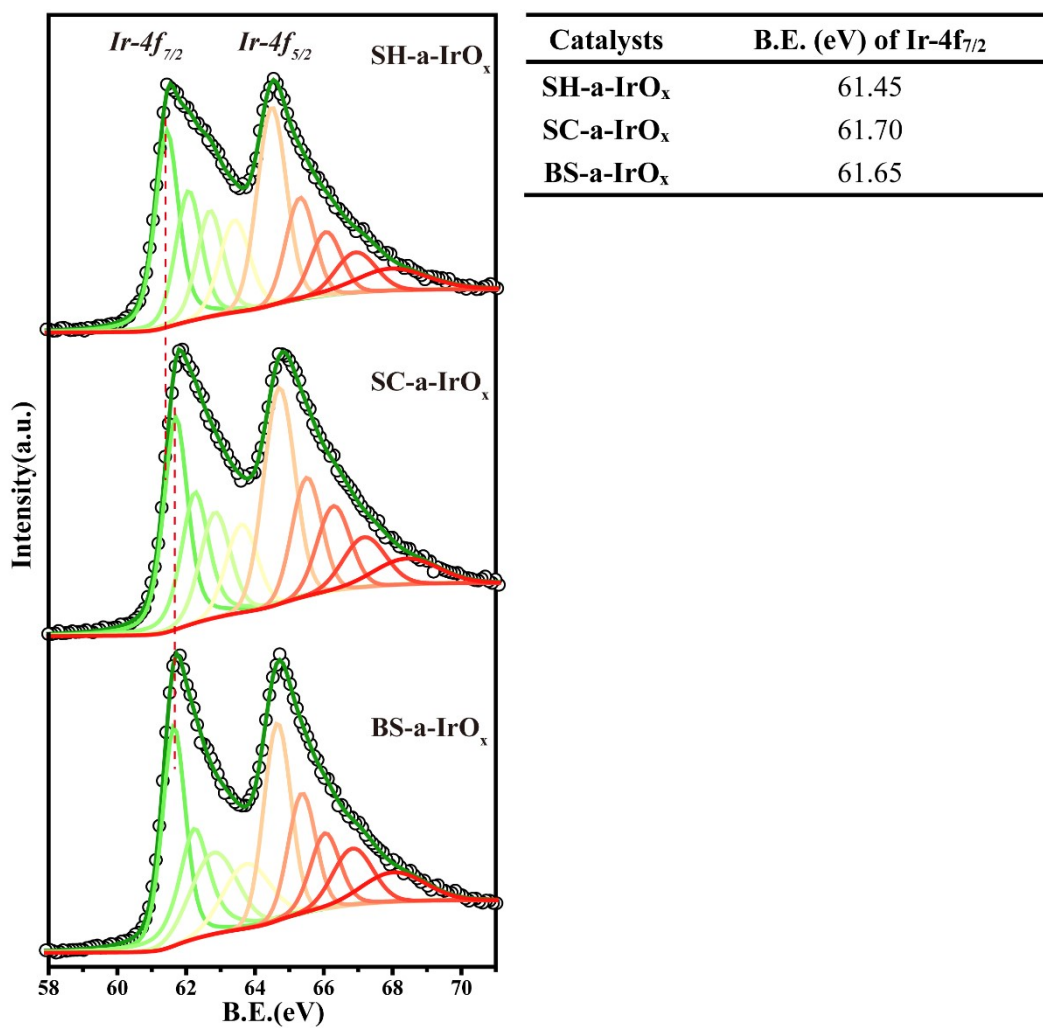 Ir-4f7/2 Ir-4f5/2
SH-a-IrOx
SC-a-IrOx
BS-a-IrOx
Intensity(a.u.)
58 60 62 64 66 68 70
B.E.(eV)
Catalysts B.E. (eV) of Ir-4f7/2
SH-a-IrOx 61.45
SC-a-IrOx 61.70
BS-a-IrOx 61.65